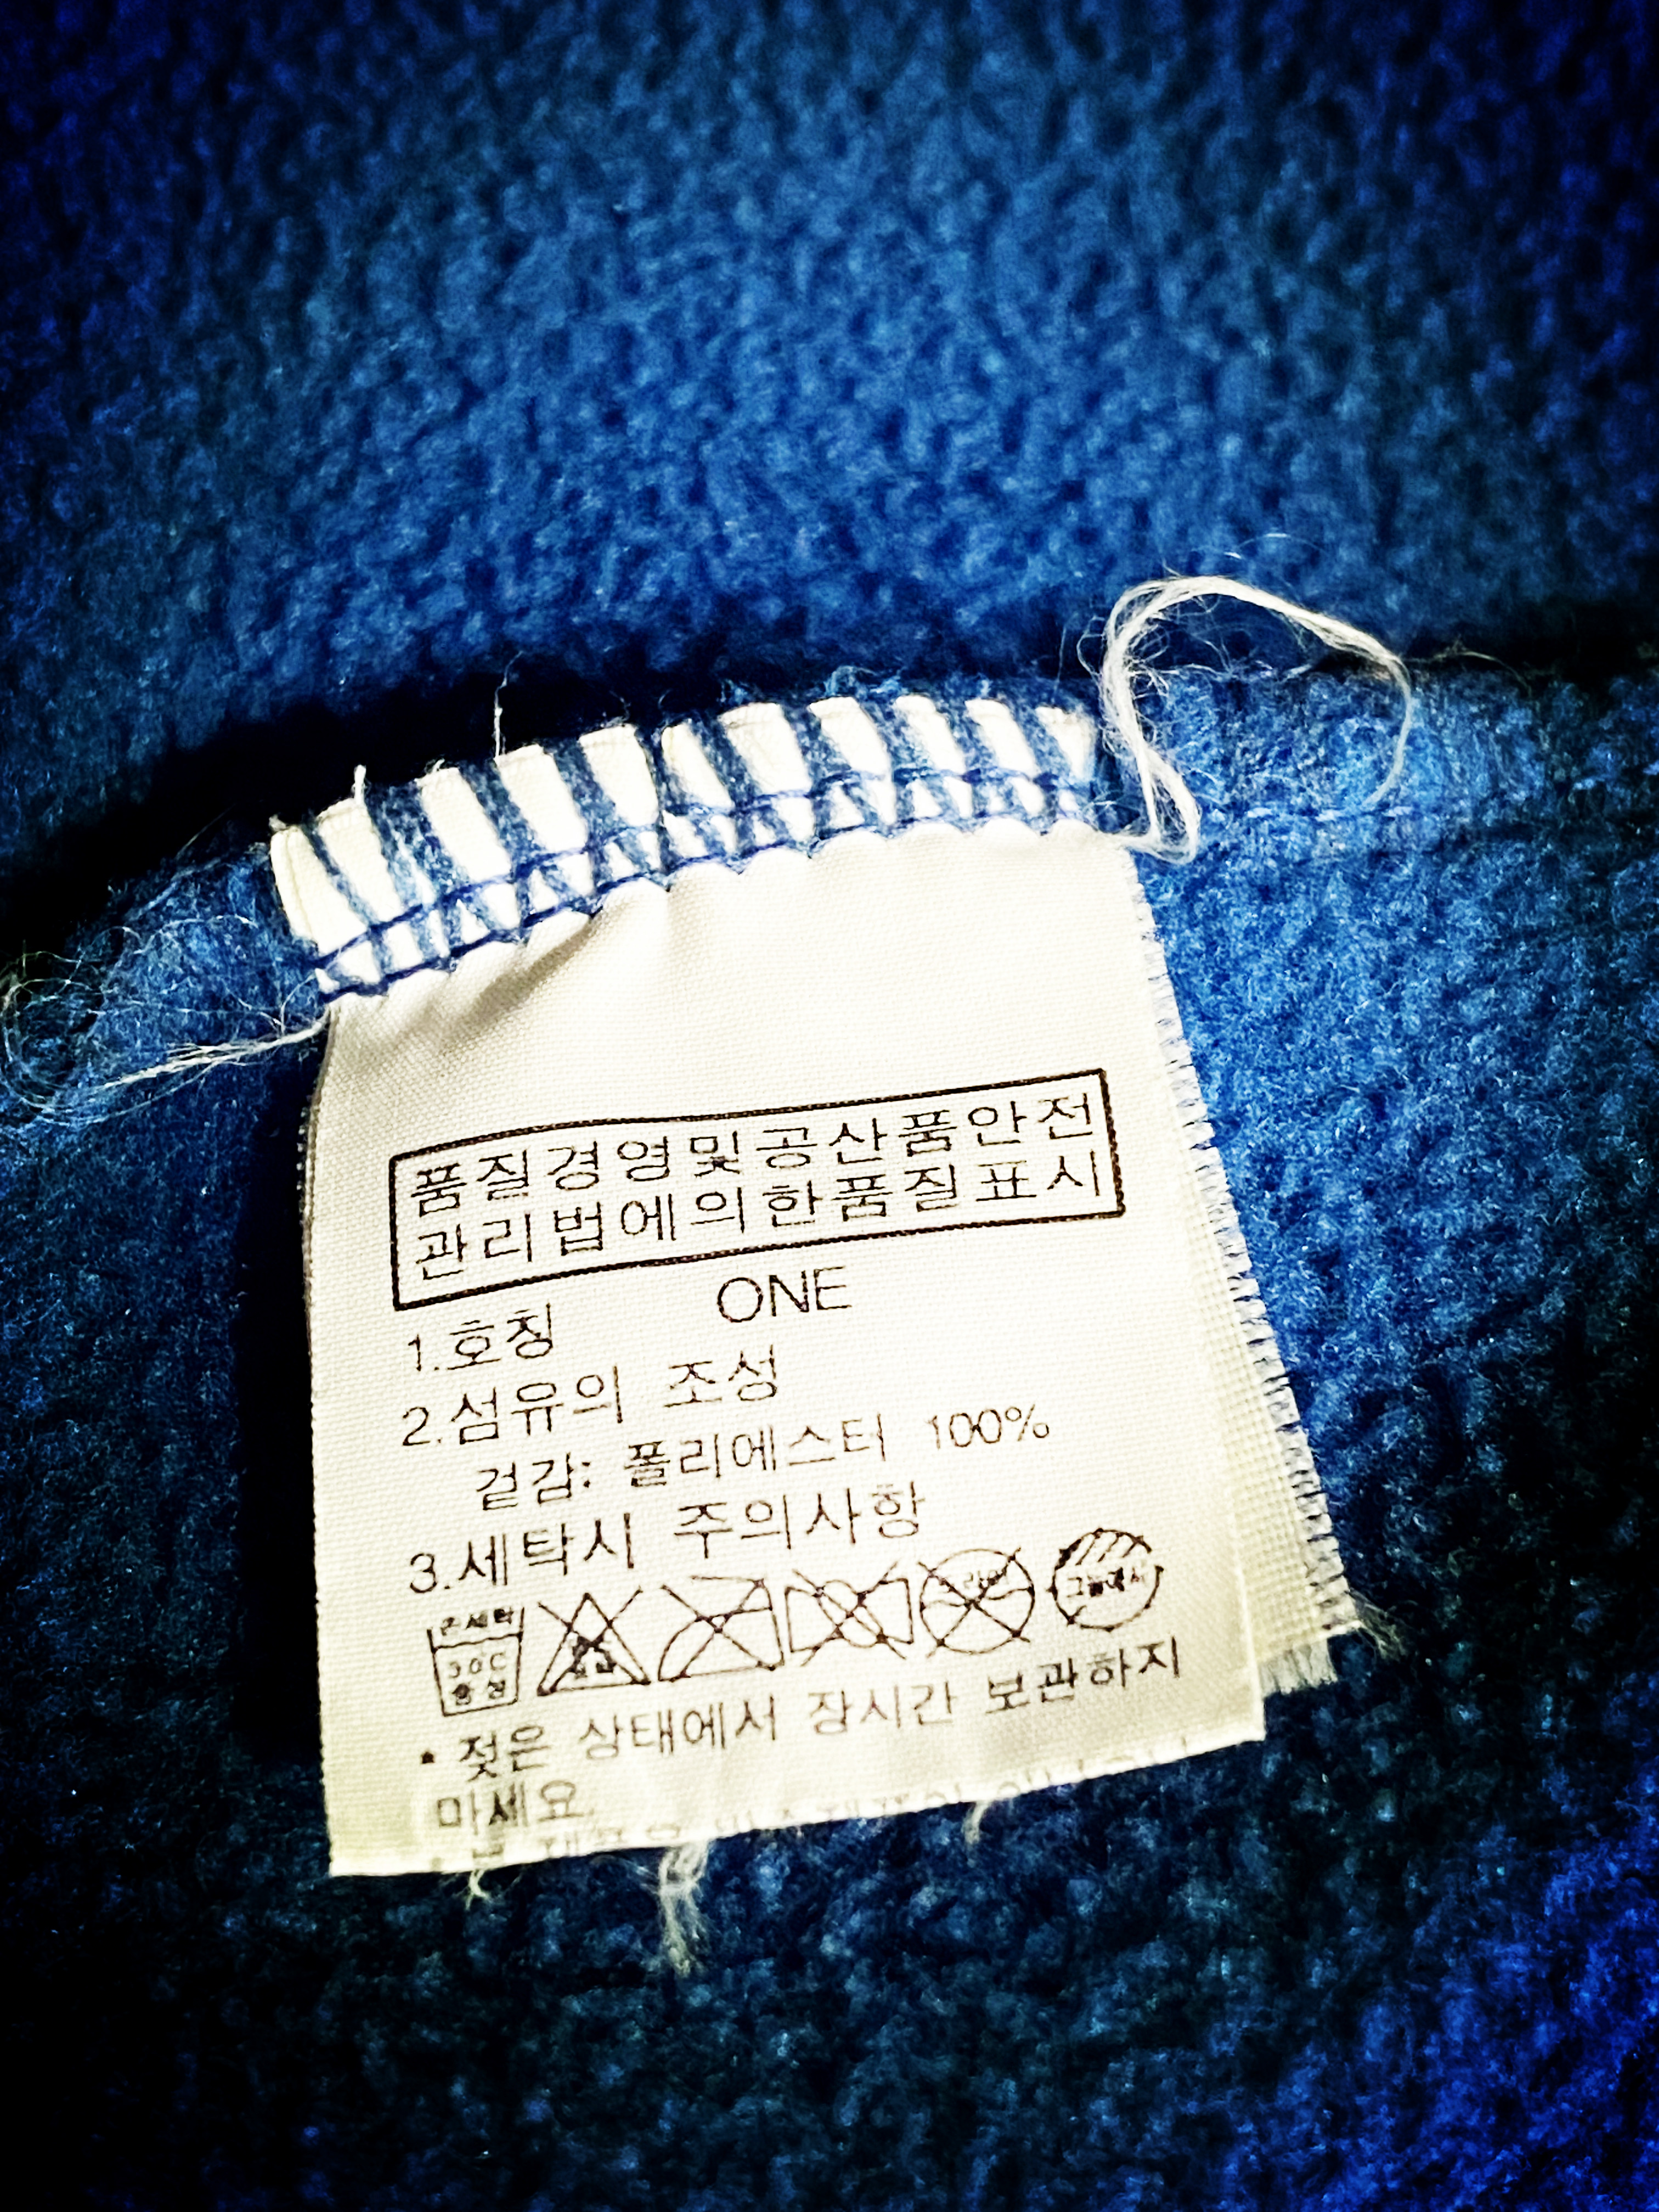 품질경영및공산품안전
관리법에의한품질표시
1.호칭 ONE
2.섬유의 조성
겉감: 폴리에스터 100%
3.세탁시 주의사항
손세탁
30C
중성
• 젖은 상태에서 장시간 보관하지
마세요.